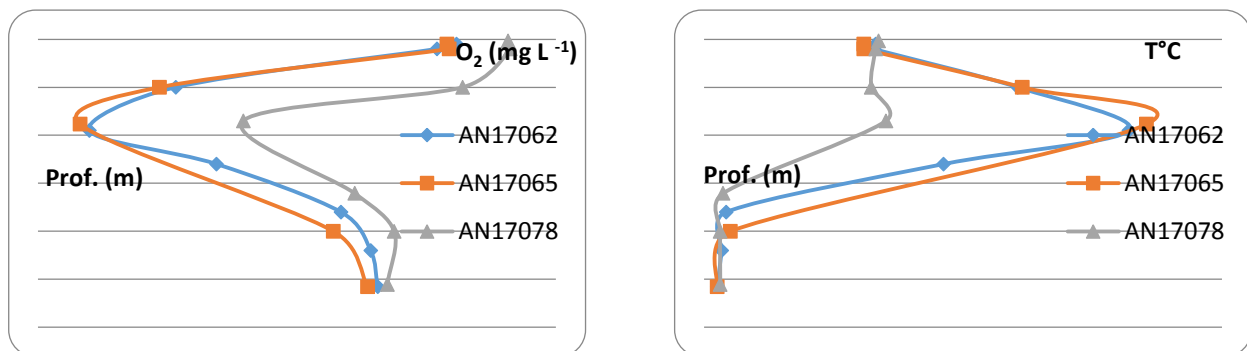 O₂ (mg L ⁻¹)
AN17062
Prof. (m)
AN17065
AN17078
T°C
AN17062
Prof. (m)
AN17065
AN17078